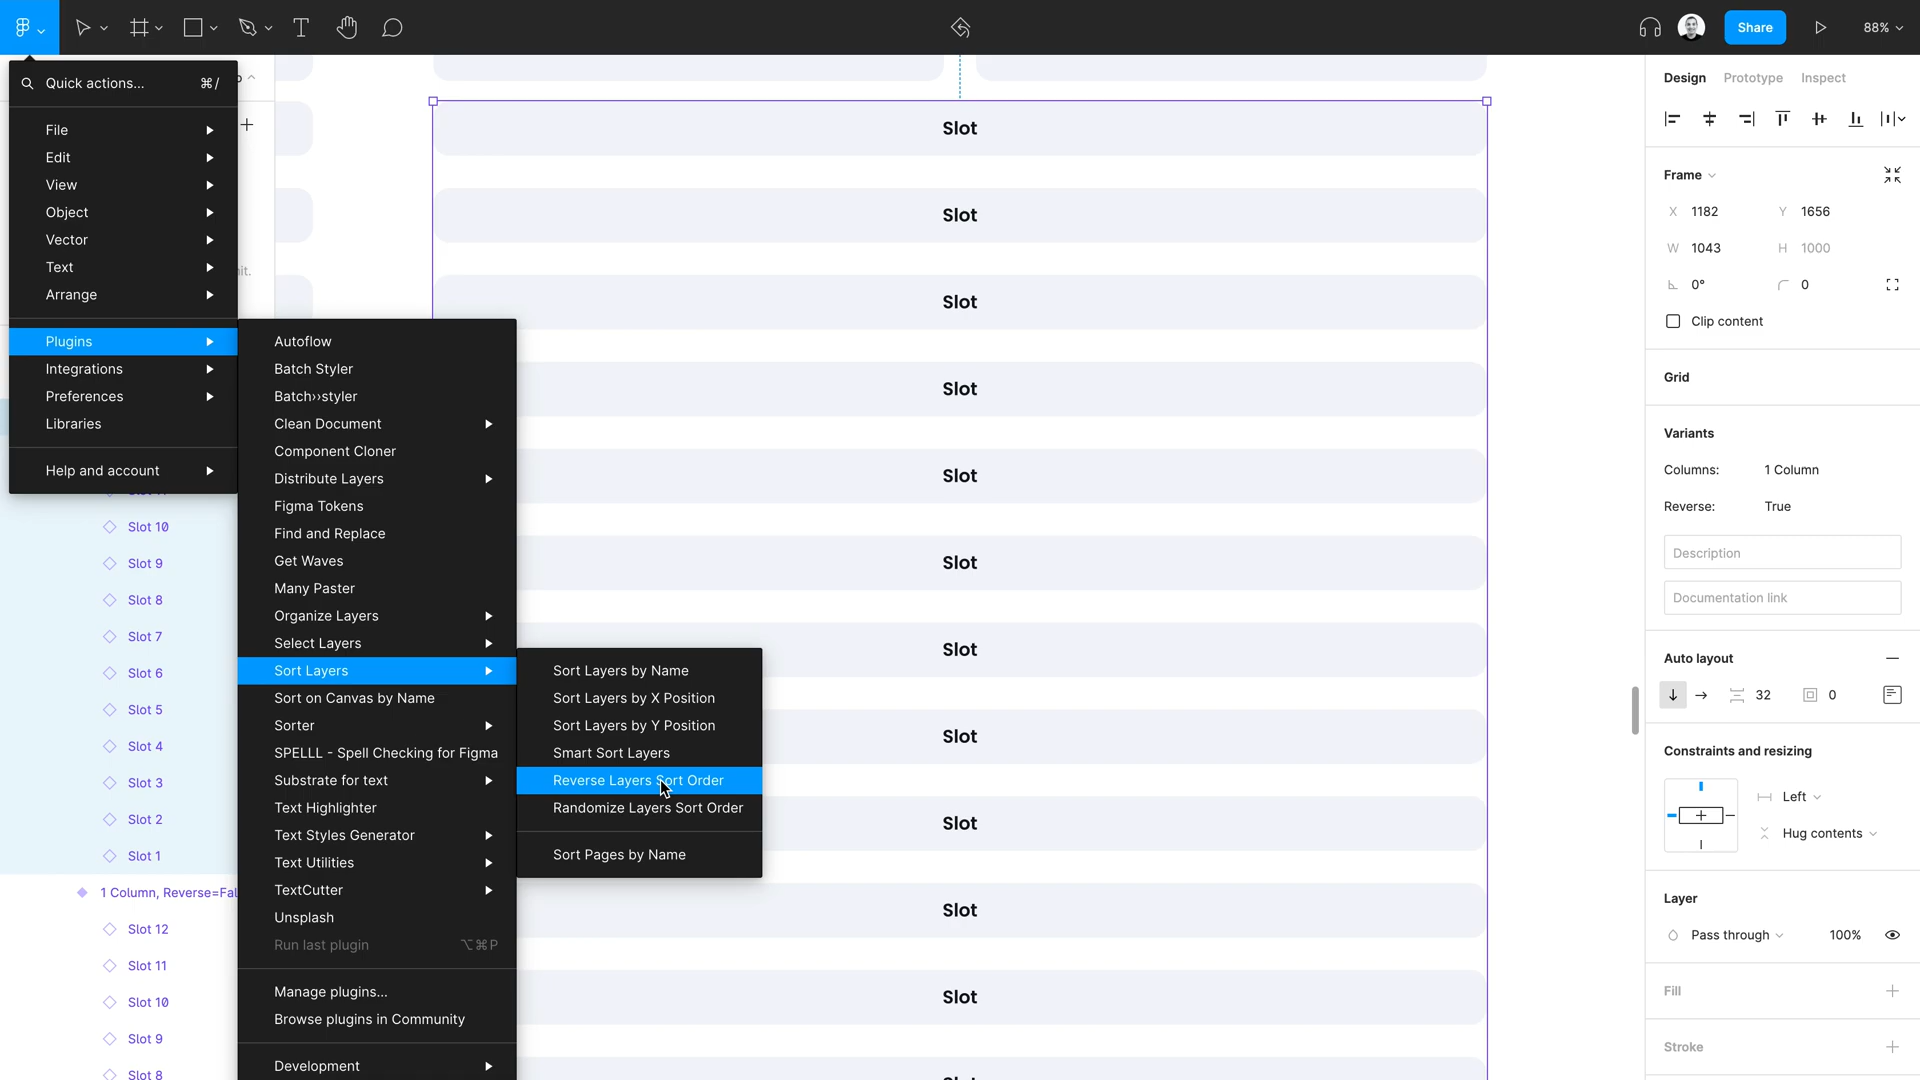 Share
88%
Quick actions...
⌘/
File
Edit
View
Object
Vector
Text
Arrange
Plugins
Integrations
Preferences
Libraries
Help and account
Autoflow
Batch Styler
Batch››styler
Clean Document
Component Cloner
Distribute Layers
Figma Tokens
Find and Replace
Get Waves
Many Paster
Organize Layers
Select Layers
Sort Layers
Sort on Canvas by Name
Sorter
SPELLL - Spell Checking for Figma
Substrate for text
Text Highlighter
Text Styles Generator
Text Utilities
TextCutter
Unsplash
Run last plugin
⌥⌘P
Manage plugins...
Browse plugins in Community
Development
Sort Layers by Name
Sort Layers by X Position
Sort Layers by Y Position
Smart Sort Layers
Reverse Layers Sort Order
Randomize Layers Sort Order
Sort Pages by Name
Slot 10
Slot 9
Slot 8
Slot 7
Slot 6
Slot 5
Slot 4
Slot 3
Slot 2
Slot 1
1 Column, Reverse=Fal
Slot 12
Slot 11
Slot 10
Slot 9
Slot 8
Slot
Slot
Slot
Slot
Slot
Slot
Slot
Slot
Slot
Slot
Slot
Design
Prototype
Inspect
Frame
X 1182
Y 1656
W 1043
H 1000
0°
0
Clip content
Grid
Variants
Columns: 1 Column
Reverse: True
Description
Documentation link
Auto layout
32
0
Constraints and resizing
Left
Hug contents
Layer
Pass through
100%
Fill
Stroke